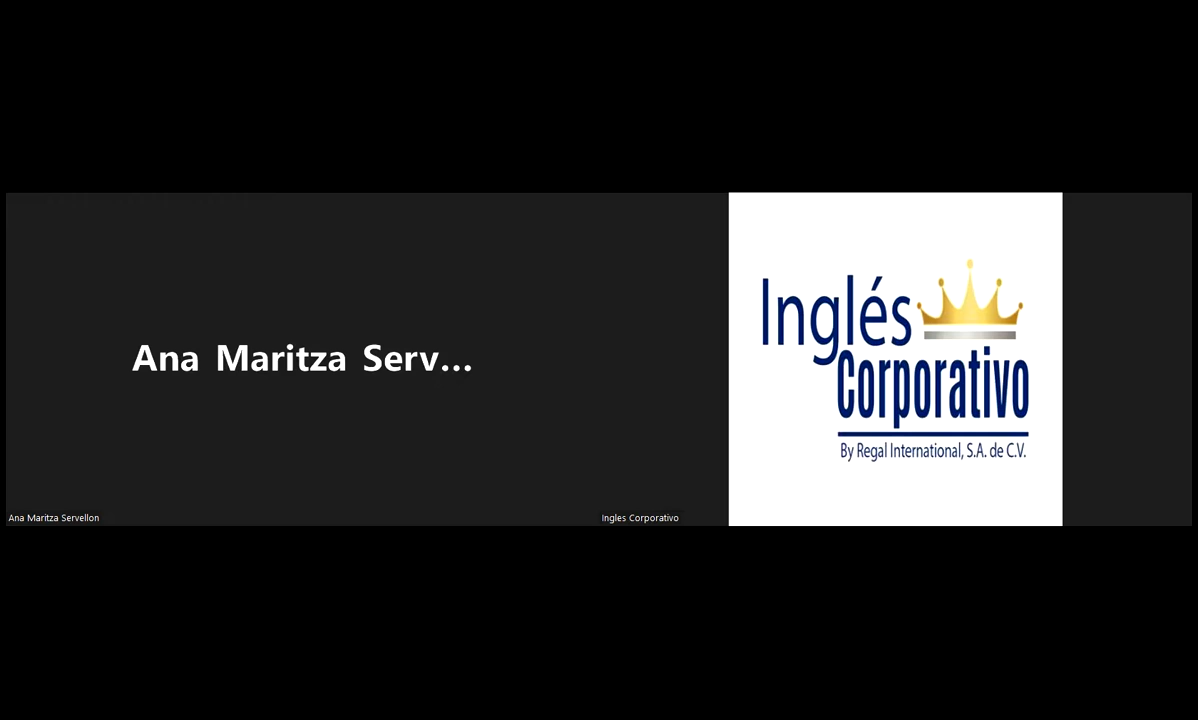 Ana Maritza Serv...
Inglés
Corporativo
By Regal International, S.A. de C.V.
Ana Maritza Servellon
Ingles Corporativo